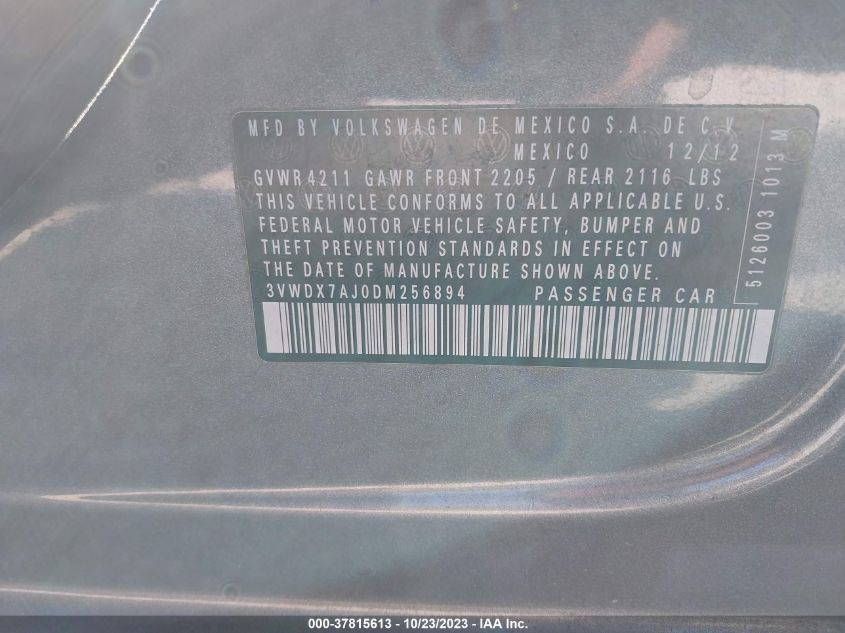 MFD BY VOLKSWAGEN DE MEXICO S.A. DE C.V.
MEXICO 12/12
GVWR 4211 GAWR FRONT 2205 / REAR 2116 LBS
THIS VEHICLE CONFORMS TO ALL APPLICABLE U.S.
FEDERAL MOTOR VEHICLE SAFETY, BUMPER AND
THEFT PREVENTION STANDARDS IN EFFECT ON
THE DATE OF MANUFACTURE SHOWN ABOVE.
3VWDX7AJ0DM256894 PASSENGER CAR
5126003 1013 M
000-37815613 - 10/23/2023 - IAA Inc.